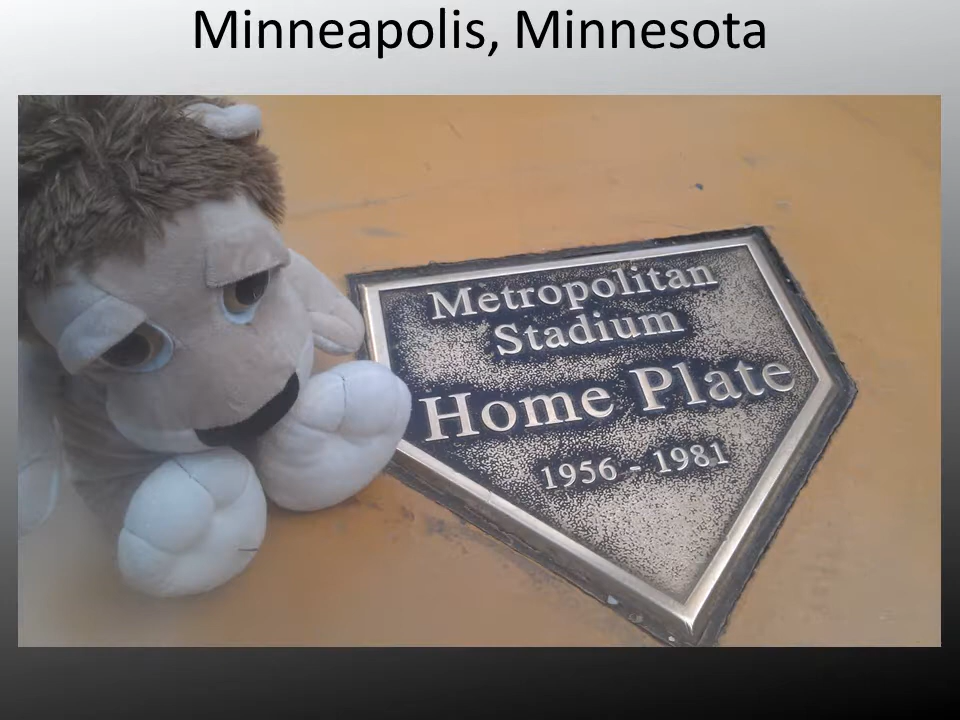 Minneapolis, Minnesota
Metropolitan
Stadium
Home Plate
1956 - 1981